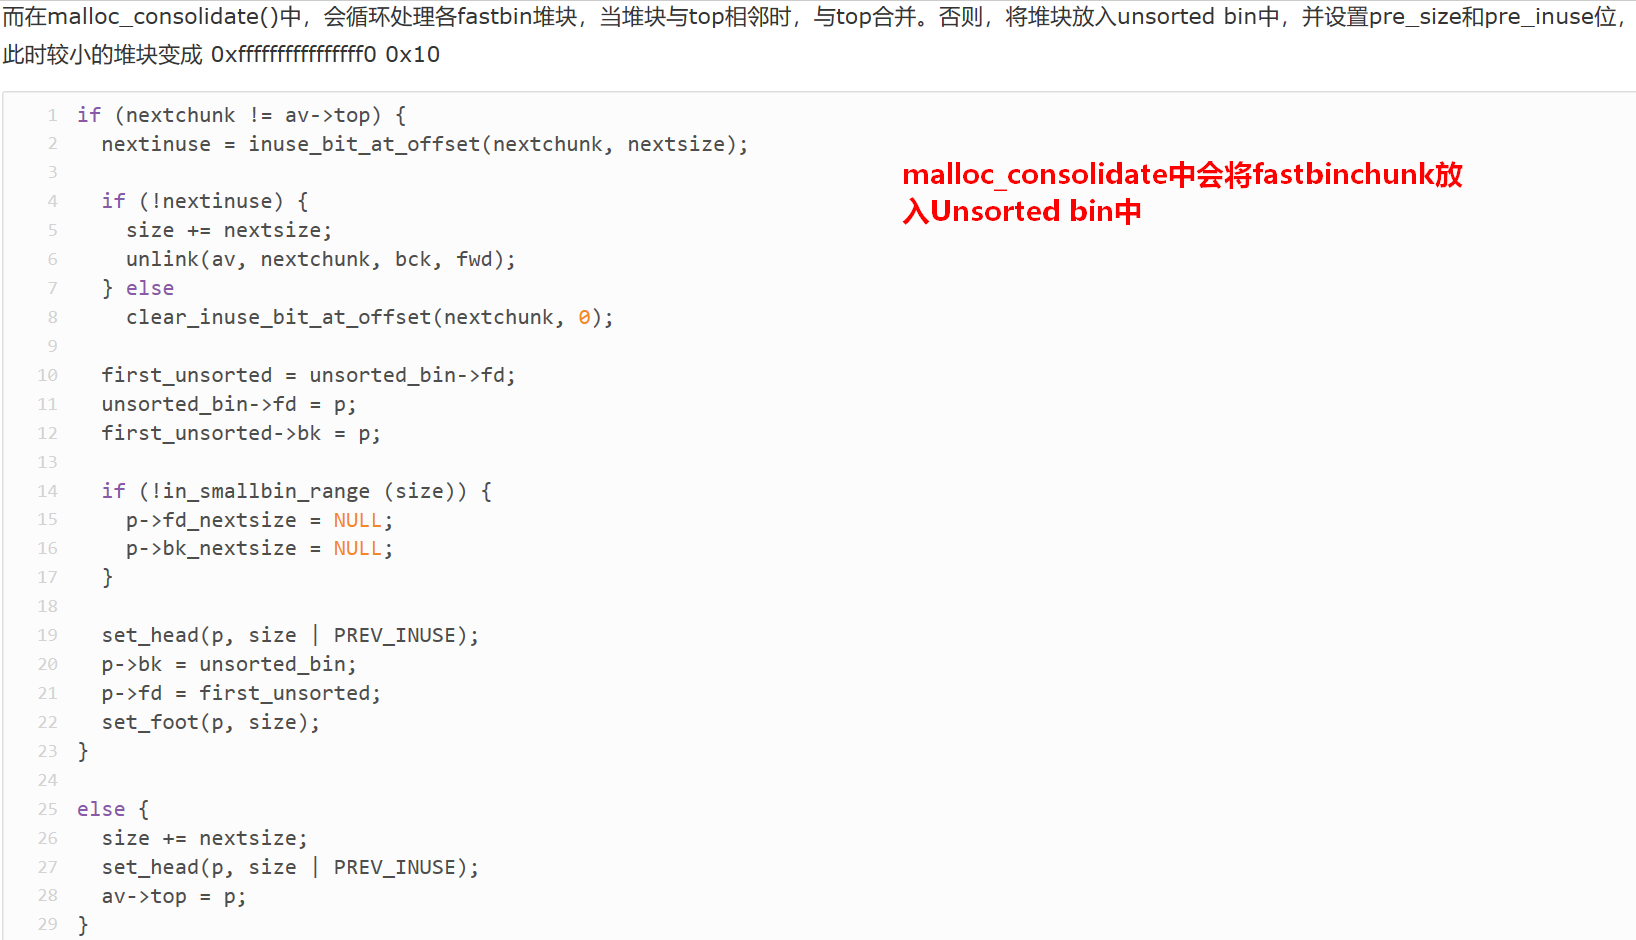 而在malloc_consolidate()中，会循环处理各fastbin堆块，当堆块与top相邻时，与top合并。否则，将堆块放入unsorted bin中，并设置pre_size和pre_inuse位，
此时较小的堆块变成 0xfffffffffffffff0 0x10
1 if (nextchunk != av->top) {
2   nextinuse = inuse_bit_at_offset(nextchunk, nextsize);
3
malloc_consolidate中会将fastbinchunk放
入Unsorted bin中
4   if (!nextinuse) {
5     size += nextsize;
6     unlink(av, nextchunk, bck, fwd);
7   } else
8     clear_inuse_bit_at_offset(nextchunk, 0);
9
10   first_unsorted = unsorted_bin->fd;
11   unsorted_bin->fd = p;
12   first_unsorted->bk = p;
13
14   if (!in_smallbin_range (size)) {
15     p->fd_nextsize = NULL;
16     p->bk_nextsize = NULL;
17   }
18
19   set_head(p, size | PREV_INUSE);
20   p->bk = unsorted_bin;
21   p->fd = first_unsorted;
22   set_foot(p, size);
23 }
24
25 else {
26   size += nextsize;
27   set_head(p, size | PREV_INUSE);
28   av->top = p;
29 }